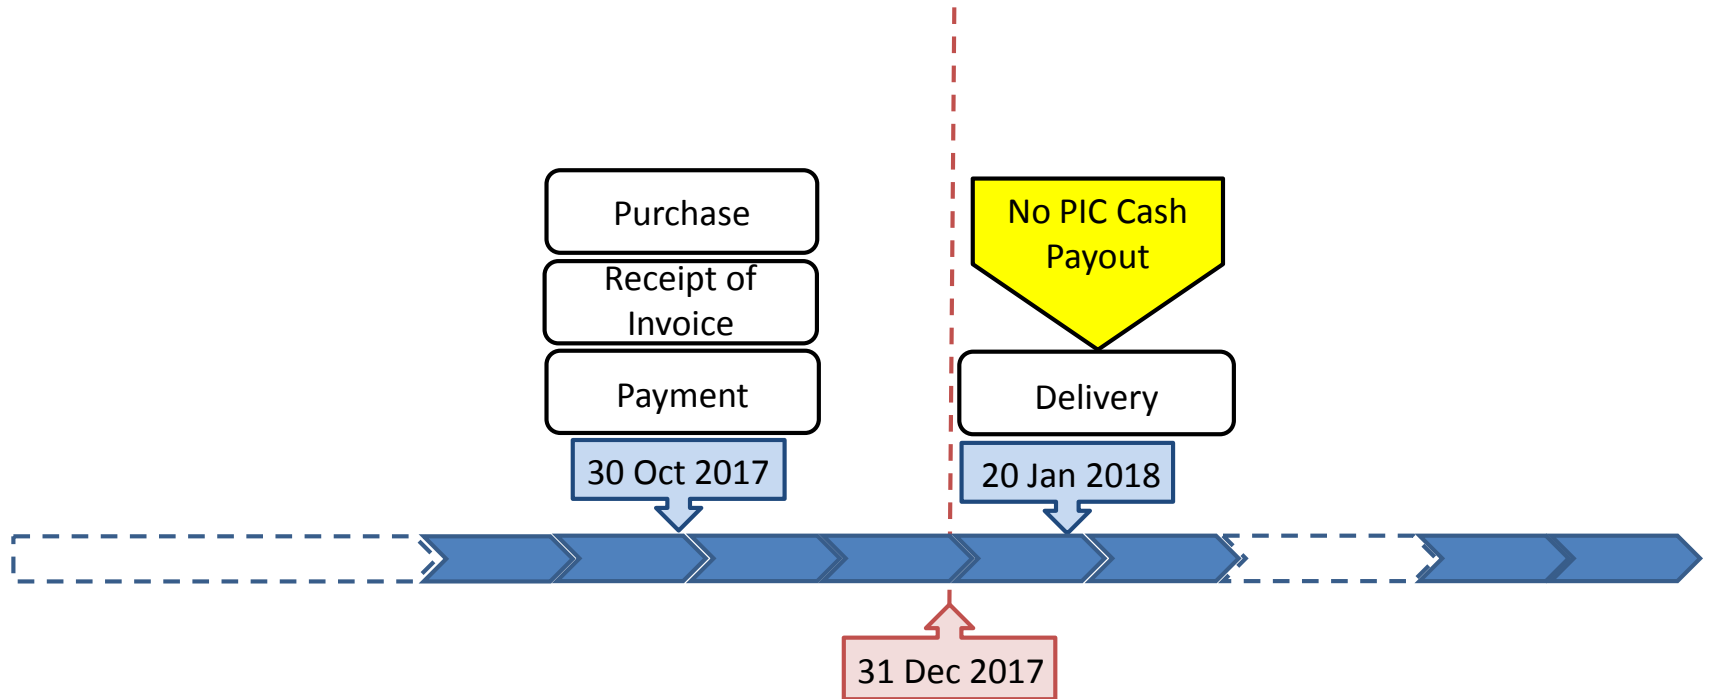 Purchase
Receipt of
Invoice
Payment
30 Oct 2017
No PIC Cash
Payout
Delivery
20 Jan 2018
31 Dec 2017